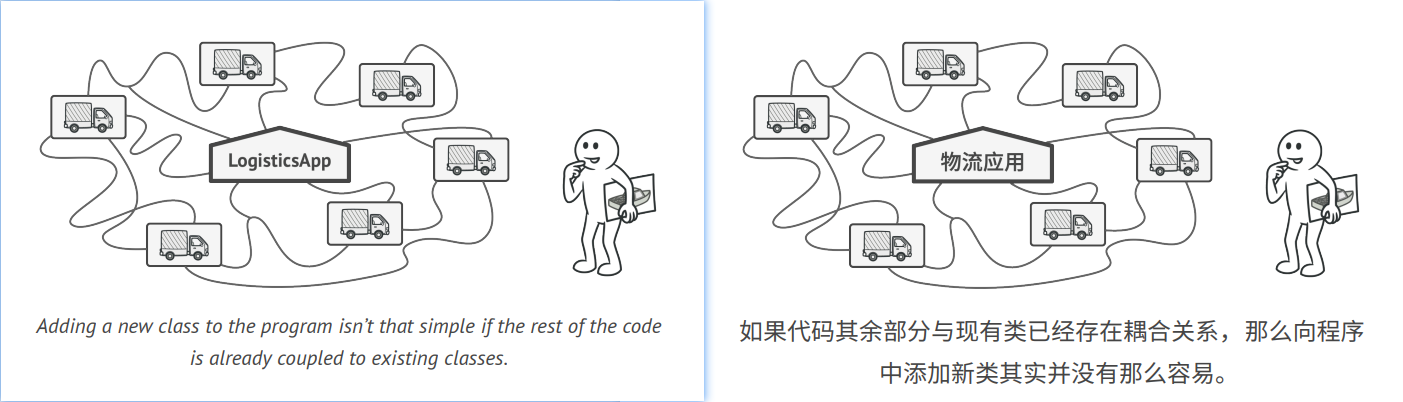 LogisticsApp
Adding a new class to the program isn’t that simple if the rest of the code
is already coupled to existing classes.
物流应用
如果代码其余部分与现有类已经存在耦合关系，那么向程序
中添加新类其实并没有那么容易。